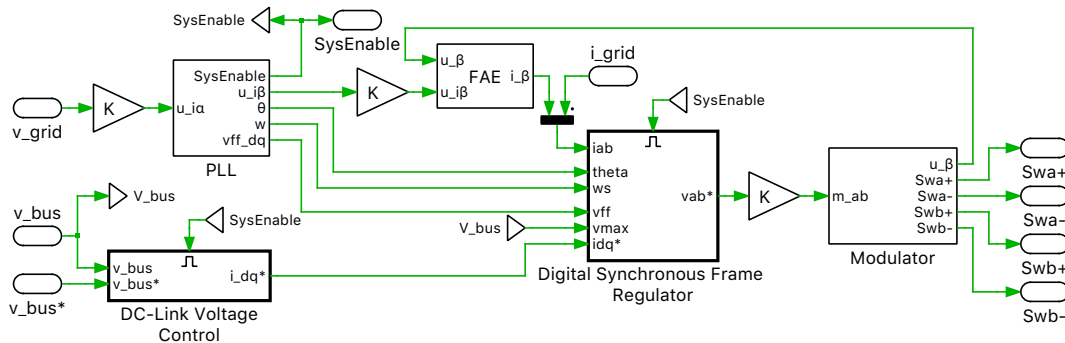 SysEnable
SysEnable
v_grid
K
u_iα
SysEnable
u_iβ
θ
w
vff_dq
PLL
K
u_β
u_iβ
FAE
i_β
i_grid
SysEnable
iab
theta
ws
vff
vmax
idq*
vab*
Digital Synchronous Frame
Regulator
K
m_ab
u_β
Swa+
Swa-
Swb+
Swb-
Modulator
Swa+
Swa-
Swb+
Swb-
V_bus
v_bus
v_bus*
SysEnable
v_bus
v_bus*
i_dq*
DC-Link Voltage
Control
V_bus